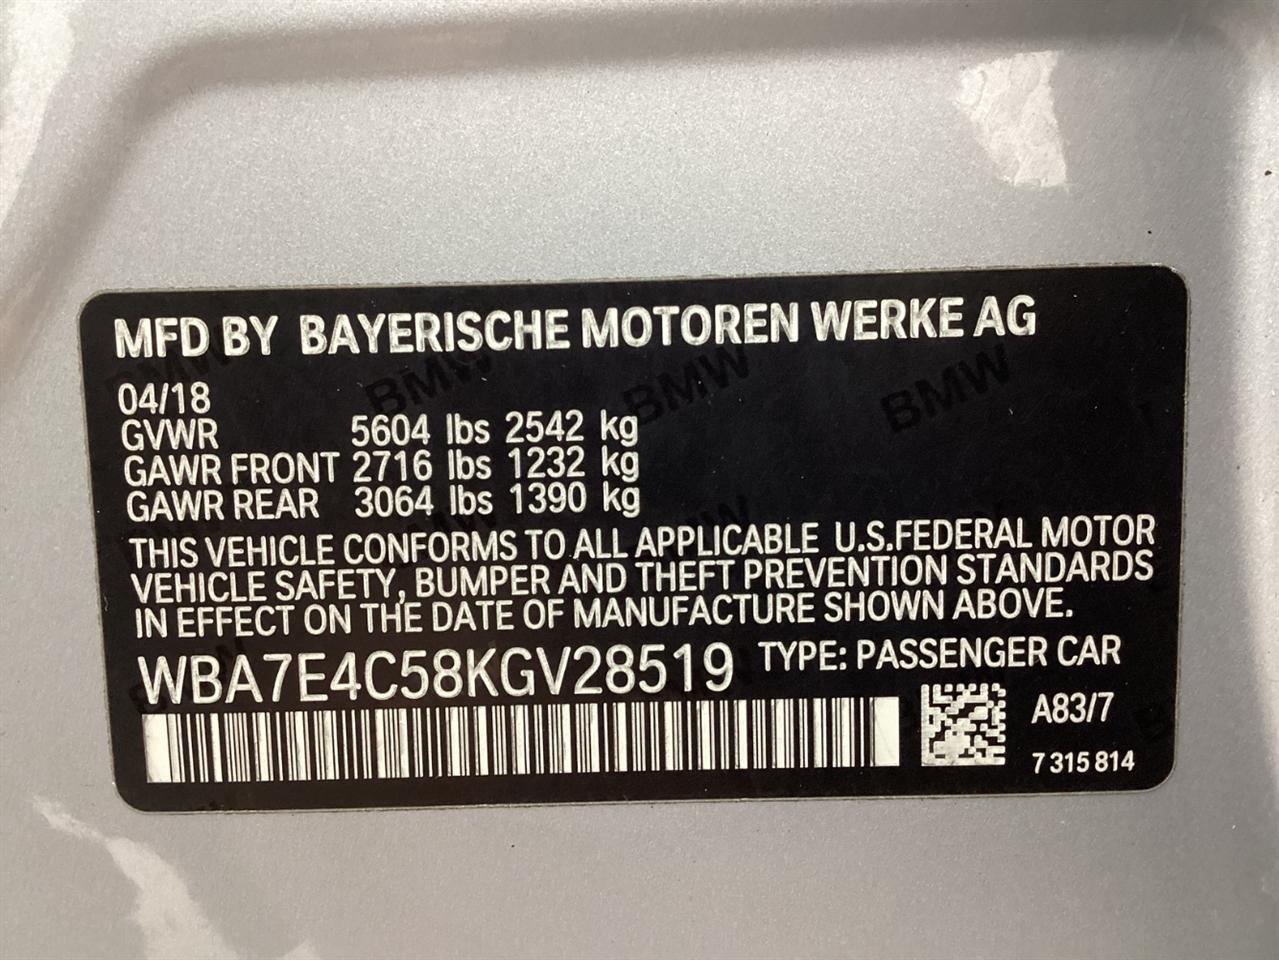 MFD BY BAYERISCHE MOTOREN WERKE AG
04/18
GVWR 5604 lbs 2542 kg
GAWR FRONT 2716 lbs 1232 kg
GAWR REAR 3064 lbs 1390 kg
THIS VEHICLE CONFORMS TO ALL APPLICABLE U.S.FEDERAL MOTOR
VEHICLE SAFETY, BUMPER AND THEFT PREVENTION STANDARDS
IN EFFECT ON THE DATE OF MANUFACTURE SHOWN ABOVE.
WBA7E4C58KGV28519 TYPE: PASSENGER CAR
A83/7
7 315 814
BMW
BMW
BMW